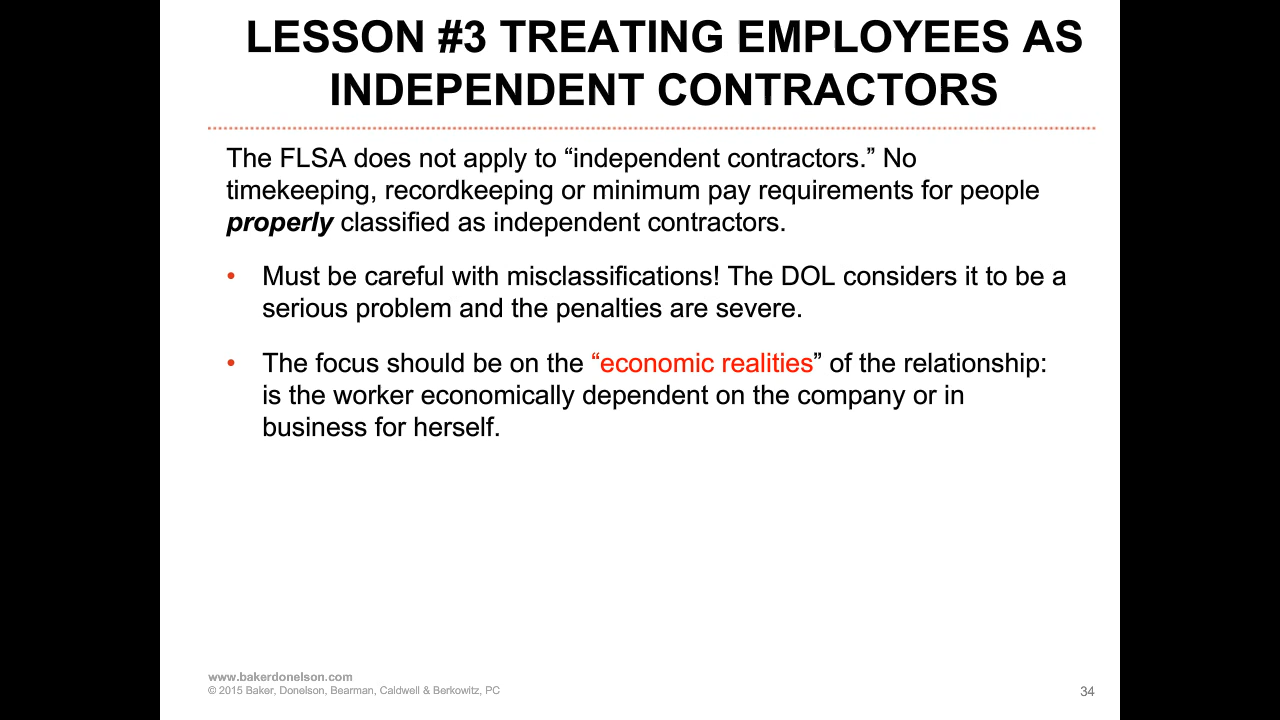 LESSON #3 TREATING EMPLOYEES AS
INDEPENDENT CONTRACTORS
The FLSA does not apply to “independent contractors.” No
timekeeping, recordkeeping or minimum pay requirements for people
properly classified as independent contractors.
• Must be careful with misclassifications! The DOL considers it to be a
serious problem and the penalties are severe.
• The focus should be on the “economic realities” of the relationship:
is the worker economically dependent on the company or in
business for herself.
www.bakerdonelson.com
© 2015 Baker, Donelson, Bearman, Caldwell & Berkowitz, PC
34